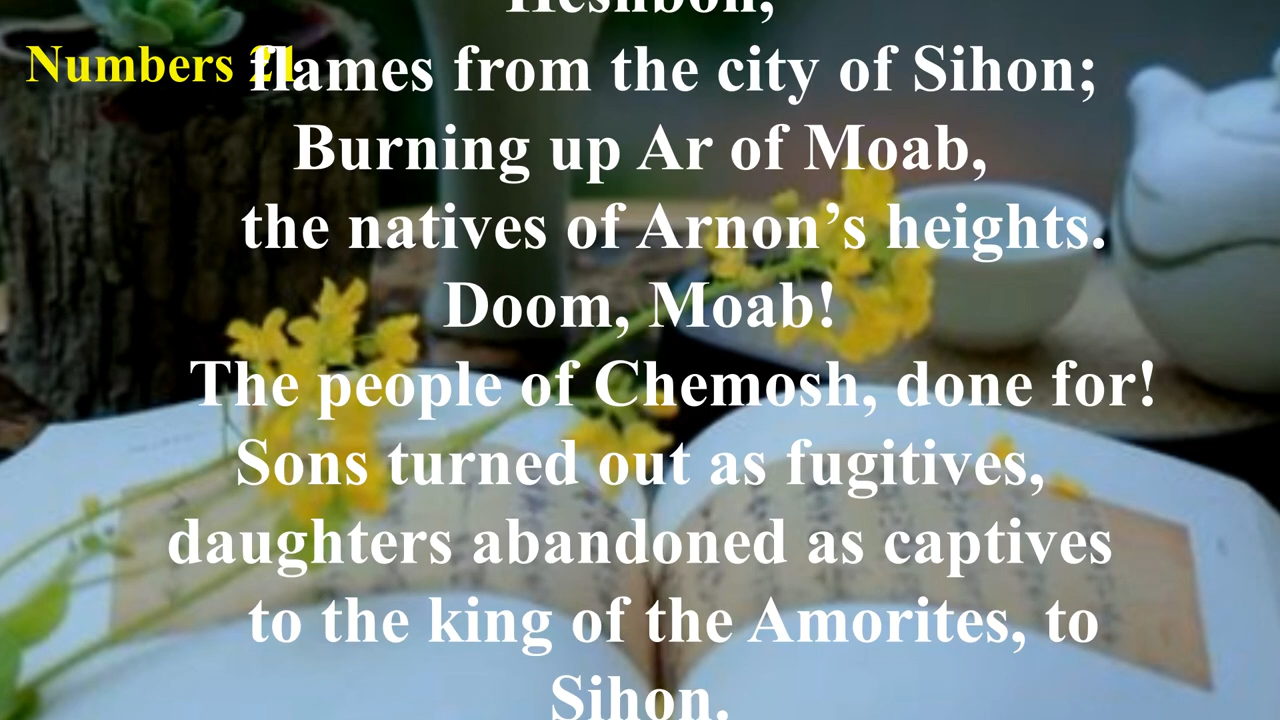 Heshbon;
Numbers 21
flames from the city of Sihon;
Burning up Ar of Moab,
the natives of Arnon’s heights.
Doom, Moab!
The people of Chemosh, done for!
Sons turned out as fugitives,
daughters abandoned as captives
to the king of the Amorites, to
Sihon.